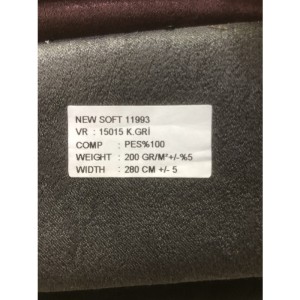 NEW SOFT 11993
VR : 15015 K.GRİ
COMP : PES%100
WEIGHT : 200 GR/M²+/-%5
WIDTH : 280 CM +/- 5